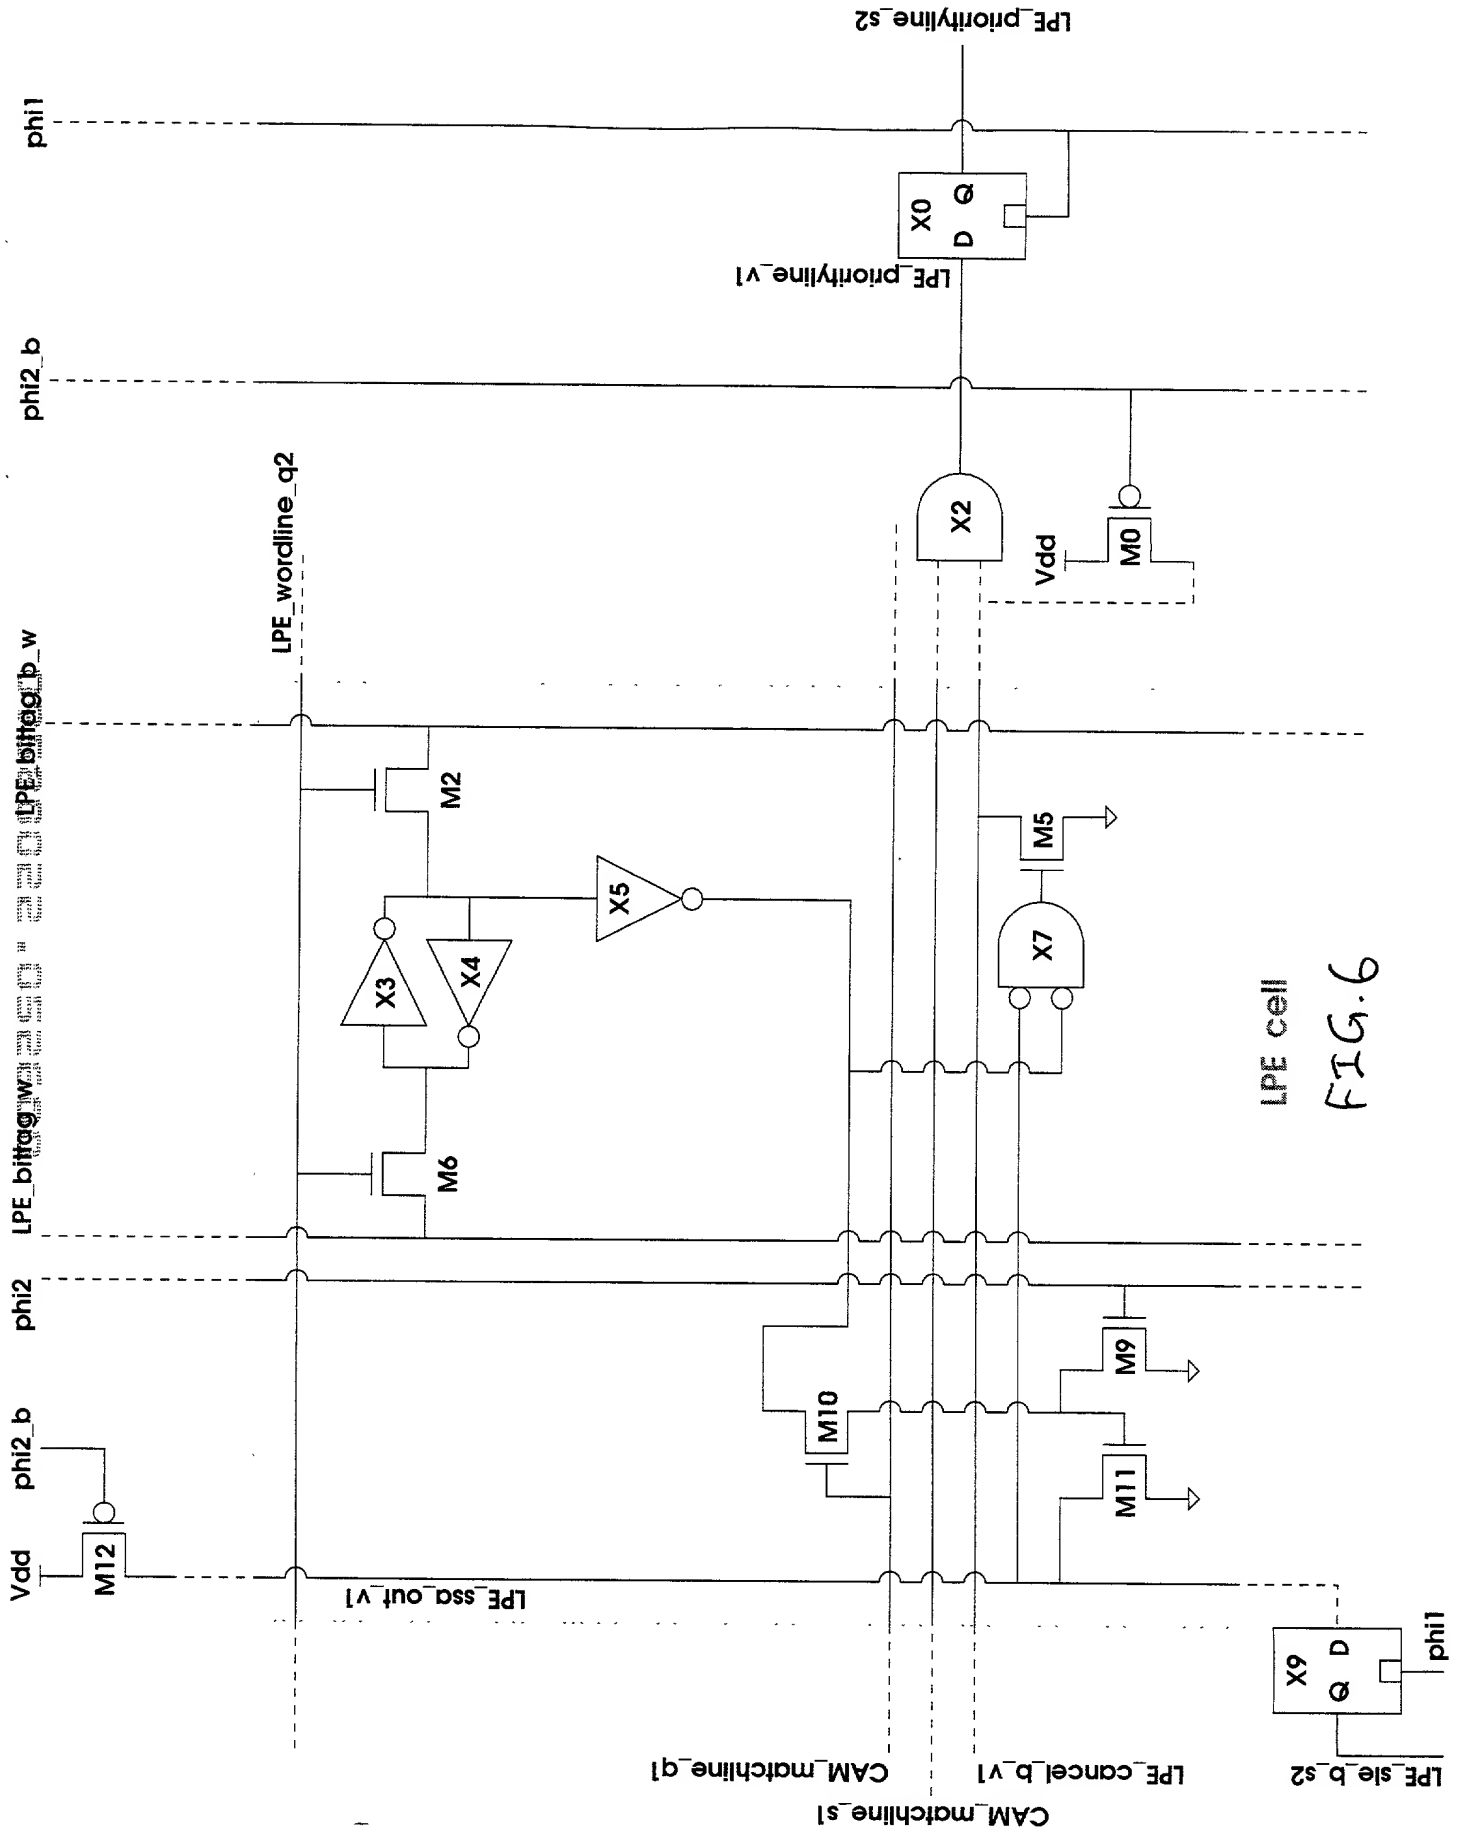 phi1
LPE_priorityline_s2
X0
D
Q
LPE_priorityline_v1
phi2_b
LPE_wordline_q2
X2
Vdd
M0
LPE_bittag_b_w
M2
X3
X4
X5
M5
X7
LPE_bittag_w
M6
phi2
M10
M9
phi2_b
Vdd
M12
M11
LPE_ssa_out_v1
X9
Q
D
phi1
CAM_matchline_q1
CAM_matchline_s1
LPE_cancel_b_v1
LPE_sle_b_s2
LPE cell
FIG.6